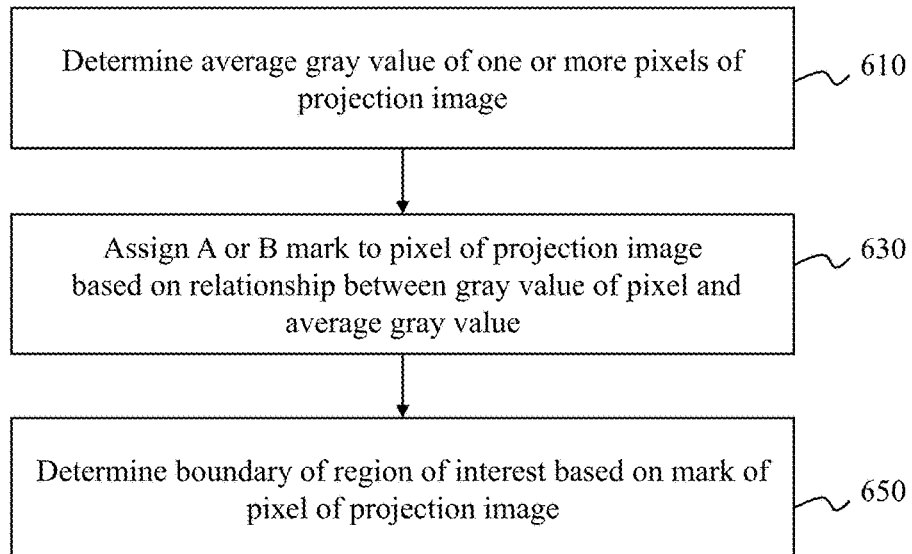 Determine average gray value of one or more pixels of
projection image
610
Assign A or B mark to pixel of projection image
based on relationship between gray value of pixel and
average gray value
630
Determine boundary of region of interest based on mark of
pixel of projection image
650